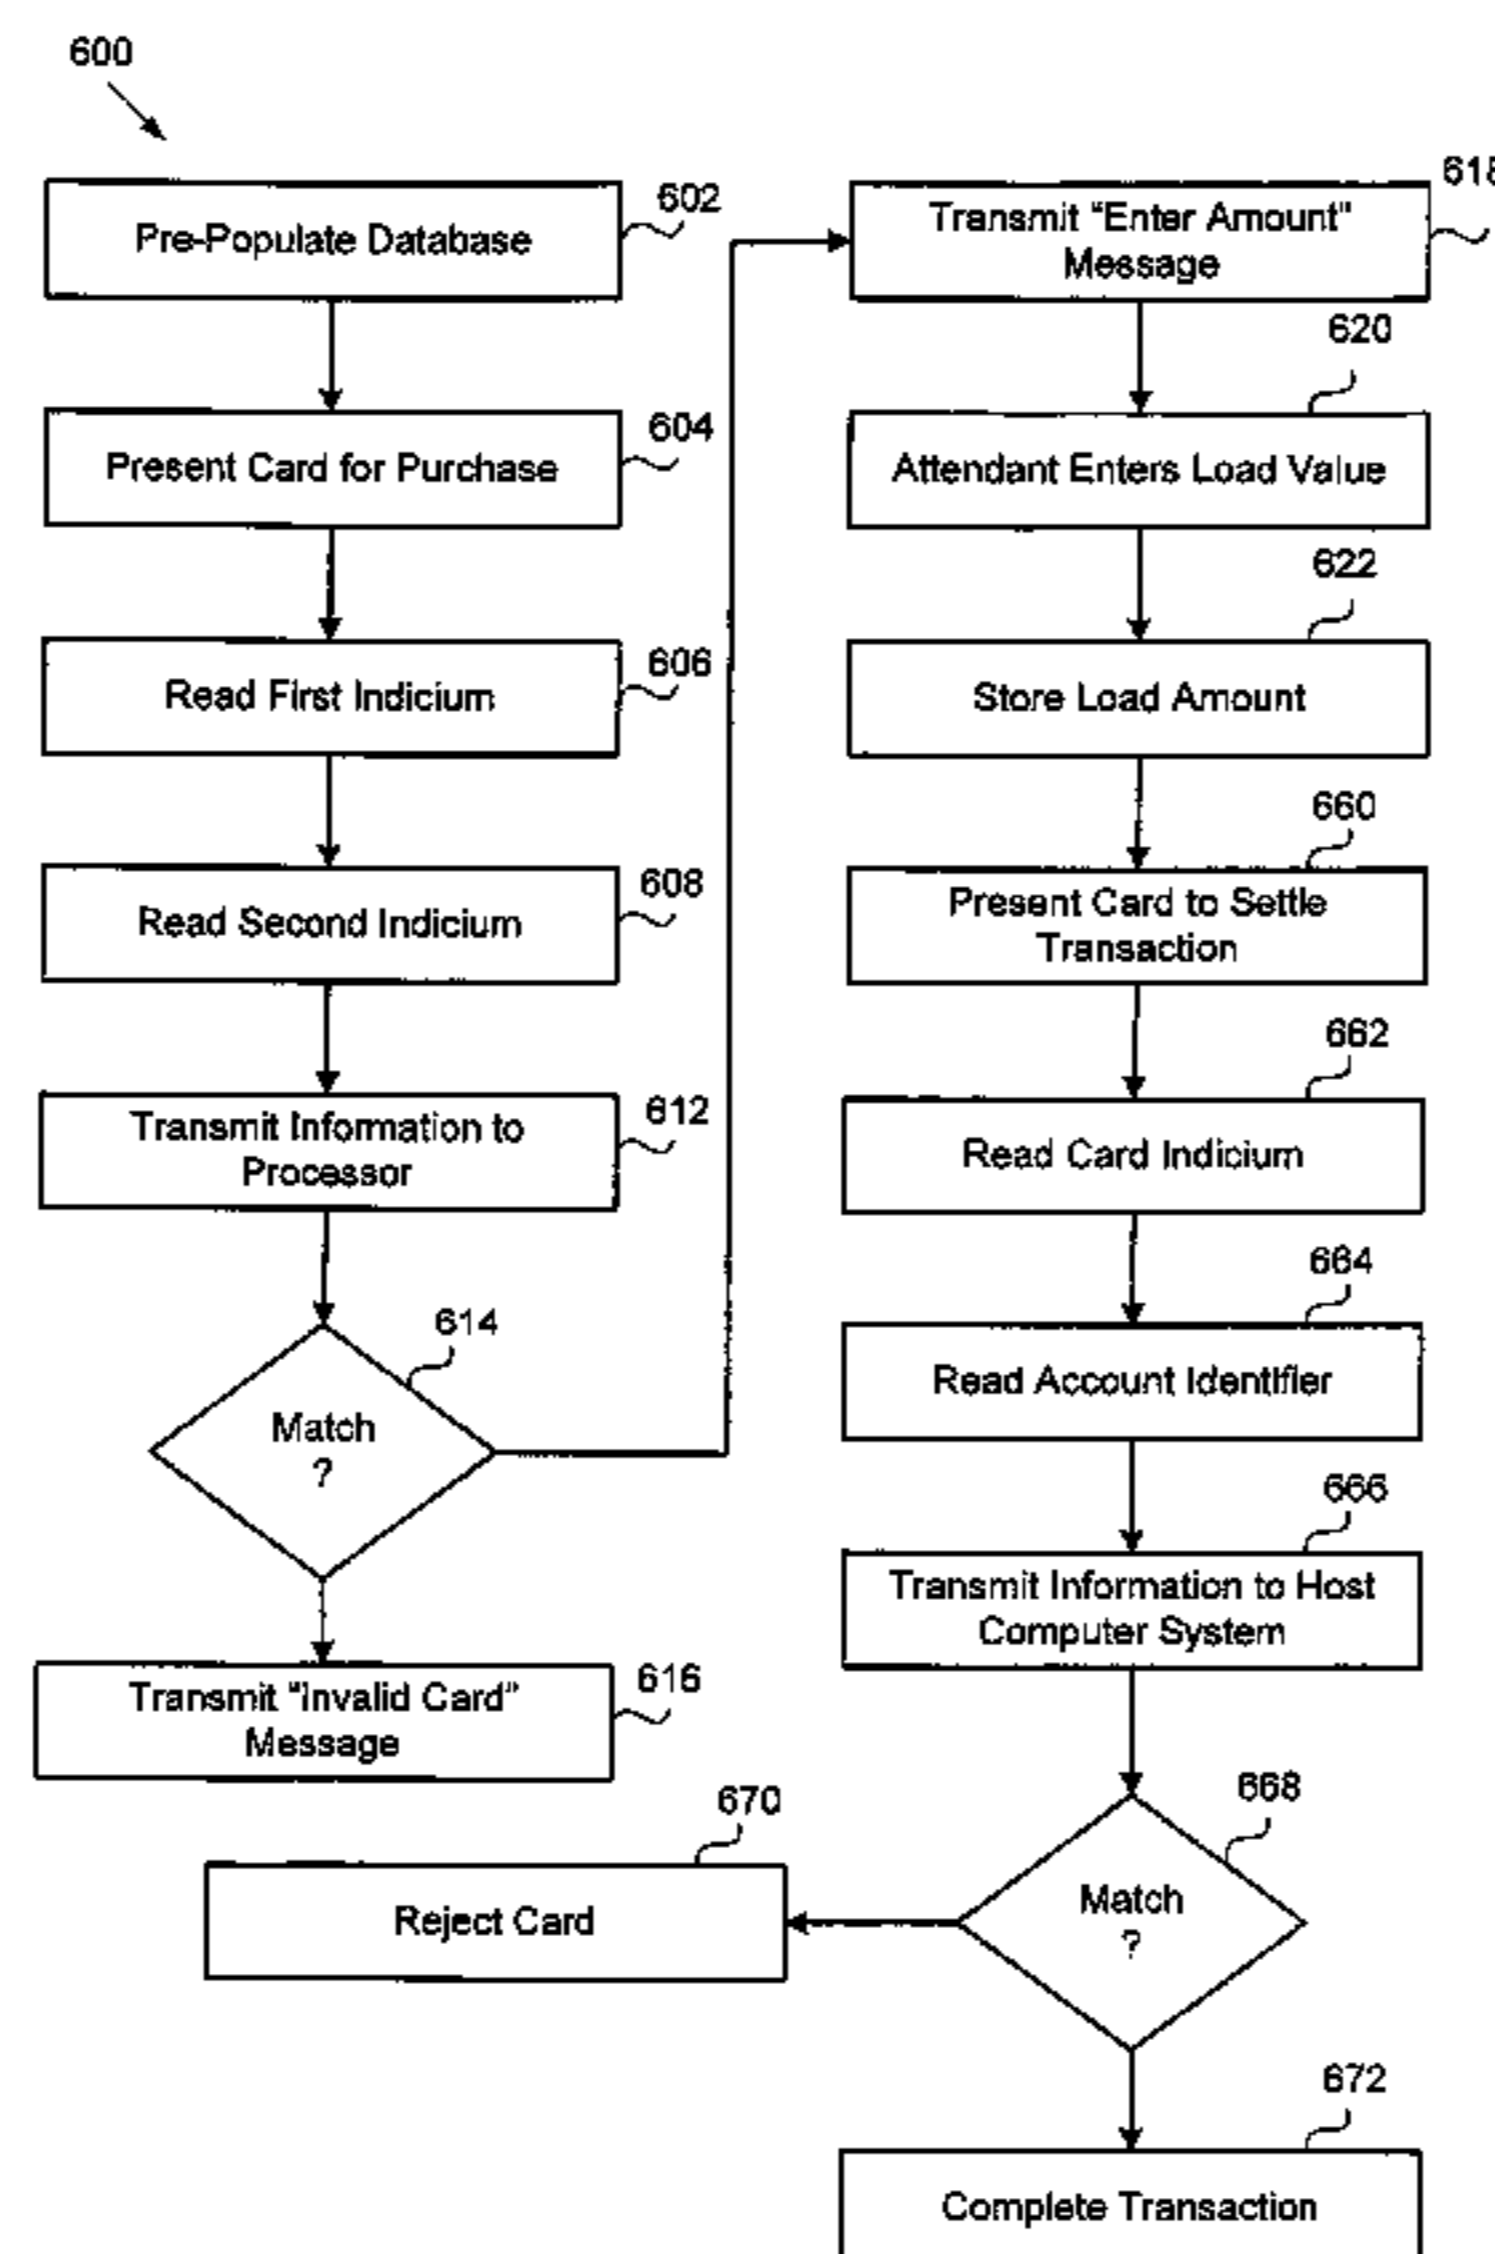 600
Pre-Populate Database
602
Present Card for Purchase
604
Read First Indicium
606
Read Second Indicium
608
Transmit Information to
Processor
612
Match
?
614
Transmit "Invalid Card"
Message
616
Transmit "Enter Amount"
Message
618
620
Attendant Enters Load Value
622
Store Load Amount
660
Present Card to Settle
Transaction
662
Read Card Indicium
664
Read Account Identifier
666
Transmit Information to Host
Computer System
668
Match
?
670
Reject Card
672
Complete Transaction